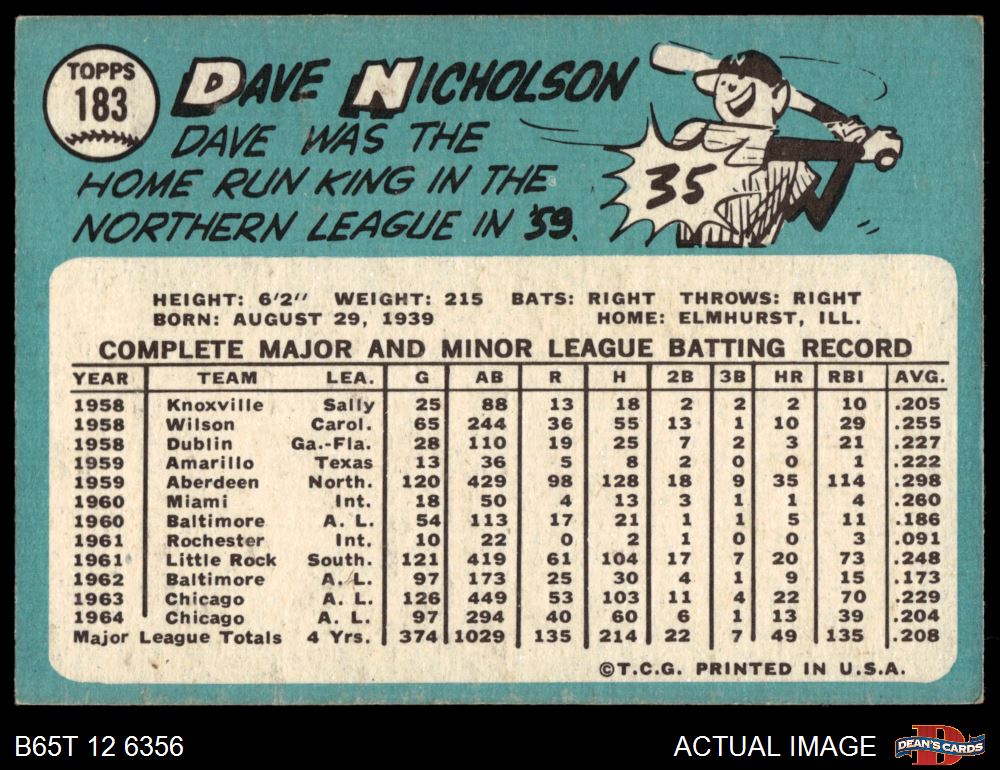 TOPPS
183
DAVE NICHOLSON
DAVE WAS THE
HOME RUN KING IN THE
NORTHERN LEAGUE IN '59.
35
HEIGHT: 6'2" WEIGHT: 215 BATS: RIGHT THROWS: RIGHT
BORN: AUGUST 29, 1939 HOME: ELMHURST, ILL.
COMPLETE MAJOR AND MINOR LEAGUE BATTING RECORD
YEAR TEAM LEA. G AB R H 2B 3B HR RBI AVG.
1958 Knoxville Sally 25 88 13 18 2 2 2 10 .205
1958 Wilson Carol. 65 244 36 55 13 1 10 29 .255
1958 Dublin Ga.-Fla. 28 110 19 25 7 2 3 21 .227
1959 Amarillo Texas 13 36 5 8 2 0 0 1 .222
1959 Aberdeen North. 120 429 98 128 18 9 35 114 .298
1960 Miami Int. 18 50 4 13 3 1 1 4 .260
1960 Baltimore A. L. 54 113 17 21 1 1 5 11 .186
1961 Rochester Int. 10 22 0 2 1 0 0 3 .091
1961 Little Rock South. 121 419 61 104 17 7 20 73 .248
1962 Baltimore A. L. 97 173 25 30 4 1 9 15 .173
1963 Chicago A. L. 126 449 53 103 11 4 22 70 .229
1964 Chicago A. L. 97 294 40 60 6 1 13 39 .204
Major League Totals 4 Yrs. 374 1029 135 214 22 7 49 135 .208
©T.C.G. PRINTED IN U.S.A.
B65T 12 6356 ACTUAL IMAGE DEAN'S CARDS